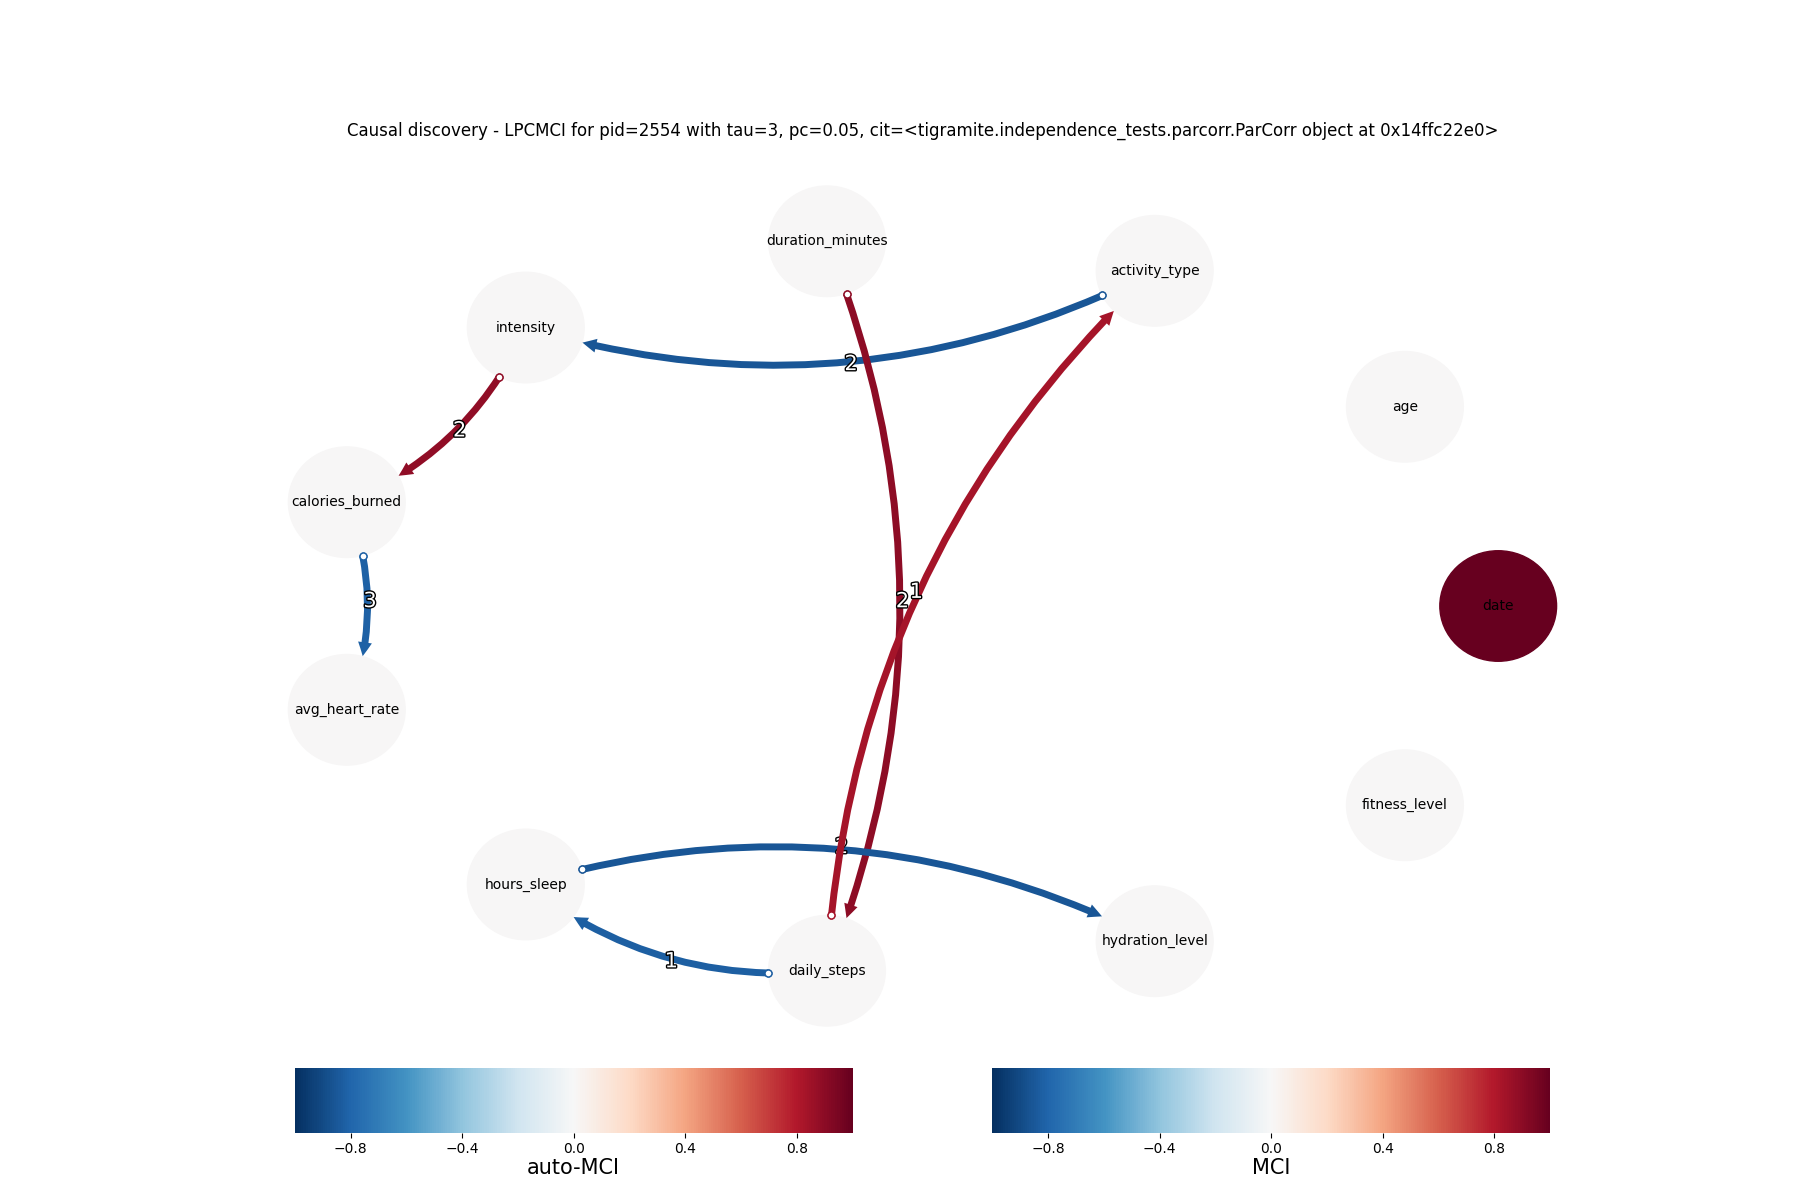 Causal discovery - LPCMCI for pid=2554 with tau=3, pc=0.05, cit=<tigramite.independence_tests.parcorr.ParCorr object at 0x14ffc22e0>
duration_minutes
activity_type
intensity
2
age
2
calories_burned
3
2
1
date
avg_heart_rate
fitness_level
2
hours_sleep
hydration_level
1
daily_steps
−0.8 −0.4 0.0 0.4 0.8
auto-MCI
−0.8 −0.4 0.0 0.4 0.8
MCI